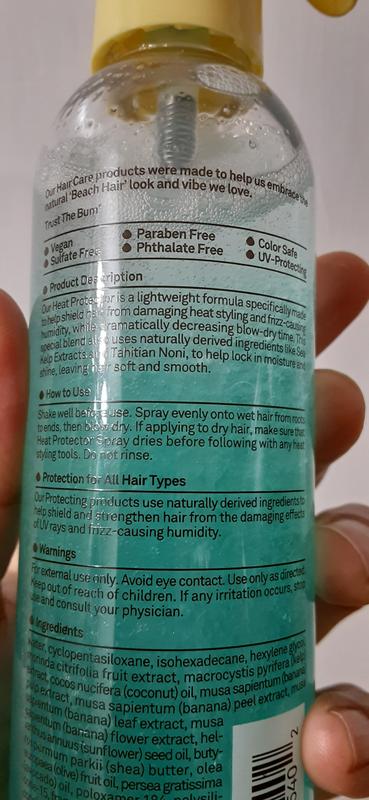 Our Hair Care products were made to help us embrace the
natural 'Beach Hair' look and vibe we love.
Trust The Bum®
Vegan
Sulfate Free
Paraben Free
Phthalate Free
Color Safe
UV-Protecting
Product Description
Our Heat Protector is a lightweight formula specifically made
to help shield hair from damaging heat styling and frizz-causing
humidity, while dramatically decreasing blow-dry time. This
special blend also uses naturally derived ingredients like Sea
Kelp Extracts and Tahitian Noni, to help lock in moisture and
shine, leaving hair soft and smooth.
How to Use
Shake well before use. Spray evenly onto wet hair from roots
to ends, then blow dry. If applying to dry hair, make sure that
Heat Protector Spray dries before following with any heat
styling tools. Do not rinse.
Protection for All Hair Types
Our Protecting products use naturally derived ingredients to
help shield and strengthen hair from the damaging effects
of UV rays and frizz-causing humidity.
Warnings
For external use only. Avoid eye contact. Use only as directed.
Keep out of reach of children. If any irritation occurs, stop
use and consult your physician.
Ingredients
Water, cyclopentasiloxane, isohexadecane, hexylene glycol,
morinda citrifolia fruit extract, macrocystis pyrifera (kelp)
extract, cocos nucifera (coconut) oil, musa sapientum (banana)
pulp extract, musa sapientum (banana) peel extract, musa
sapientum (banana) leaf extract, musa
sapientum (banana) flower extract, hel-
ianthus annuus (sunflower) seed oil, buty-
rospermum parkii (shea) butter, olea
europaea (olive) fruit oil, persea gratissima
(avocado) oil, poloxamer 184, polysili-
cone-15,